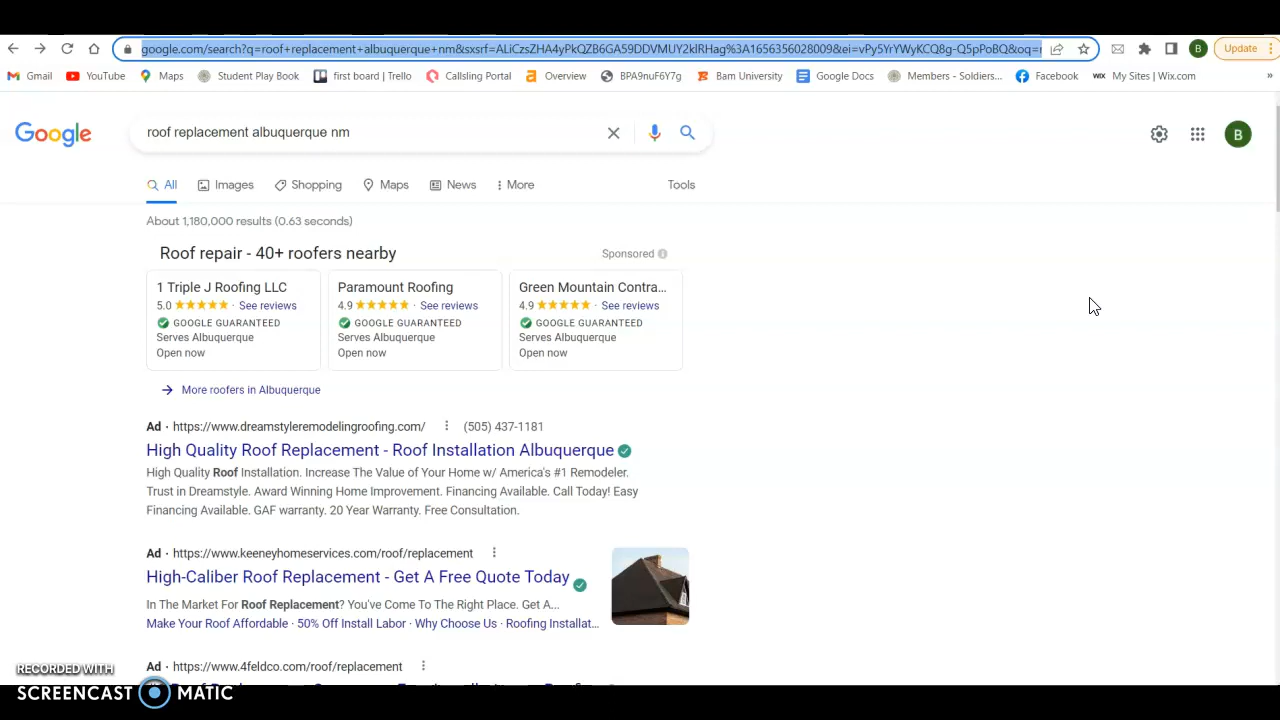 google.com/search?q=roof+replacement+albuquerque+nm&sxsrf=ALiCzsZHA4yPkQZB6GA59DDVMUY2klRHag%3A1656356028009&ei=vPy5YrYWyKCQ8g-Q5pPoBQ&oq=r
Update
Gmail YouTube Maps Student Play Book first board | Trello Callsling Portal Overview BPA9nuF6Y7g Bam University Google Docs Members - Soldiers... Facebook WIX My Sites | Wix.com »
Google
roof replacement albuquerque nm
B
All Images Shopping Maps News More Tools
About 1,180,000 results (0.63 seconds)
Roof repair - 40+ roofers nearby Sponsored
1 Triple J Roofing LLC
5.0 · See reviews
GOOGLE GUARANTEED
Serves Albuquerque
Open now
Paramount Roofing
4.9 · See reviews
GOOGLE GUARANTEED
Serves Albuquerque
Open now
Green Mountain Contra...
4.9 · See reviews
GOOGLE GUARANTEED
Serves Albuquerque
Open now
More roofers in Albuquerque
Ad · https://www.dreamstyleremodelingroofing.com/ (505) 437-1181
High Quality Roof Replacement - Roof Installation Albuquerque
High Quality Roof Installation. Increase The Value of Your Home w/ America's #1 Remodeler.
Trust in Dreamstyle. Award Winning Home Improvement. Financing Available. Call Today! Easy
Financing Available. GAF warranty. 20 Year Warranty. Free Consultation.
Ad · https://www.keeneyhomeservices.com/roof/replacement
High-Caliber Roof Replacement - Get A Free Quote Today
In The Market For Roof Replacement? You've Come To The Right Place. Get A...
Make Your Roof Affordable · 50% Off Install Labor · Why Choose Us · Roofing Installat...
Ad · https://www.4feldco.com/roof/replacement
RECORDED WITH
SCREENCAST MATIC